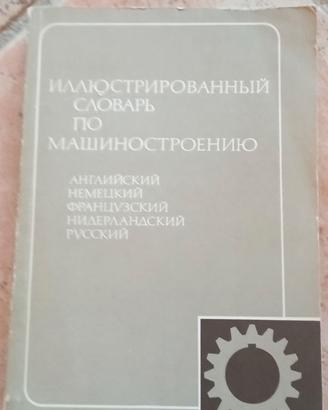 ИЛЛЮСТРИРОВАННЫЙ
СЛОВАРЬ
ПО
МАШИНОСТРОЕНИЮ
АНГЛИЙСКИЙ
НЕМЕЦКИЙ
ФРАНЦУЗСКИЙ
НИДЕРЛАНДСКИЙ
РУССКИЙ